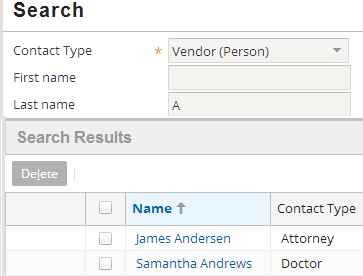 Search
Contact Type * Vendor (Person)
First name
Last name A
Search Results
Delete
Name ↑ Contact Type
James Andersen Attorney
Samantha Andrews Doctor